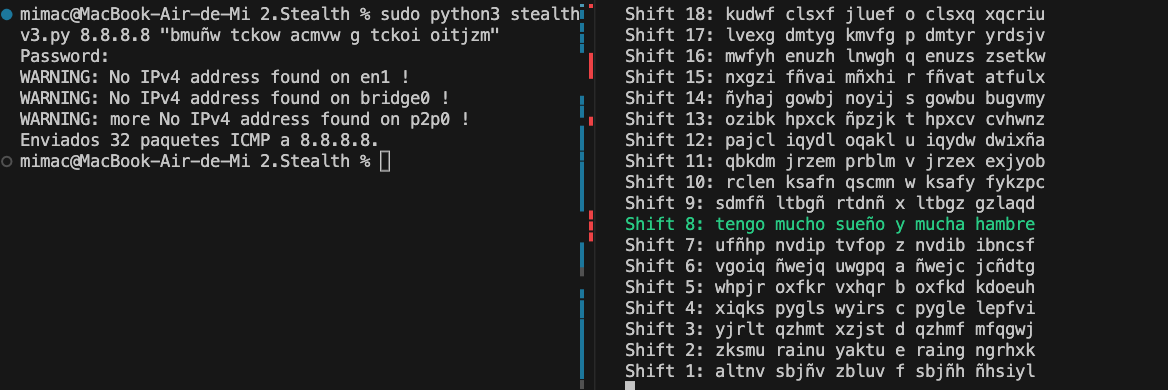 mimac@MacBook-Air-de-Mi 2.Stealth % sudo python3 stealth
v3.py 8.8.8.8 "bmuñw tckow acmvw g tckoi oitjzm"
Password:
WARNING: No IPv4 address found on en1 !
WARNING: No IPv4 address found on bridge0 !
WARNING: more No IPv4 address found on p2p0 !
Enviados 32 paquetes ICMP a 8.8.8.8.
mimac@MacBook-Air-de-Mi 2.Stealth %
Shift 18: kudwf clsxf jluef o clsxq xqcriu
Shift 17: lvexg dmtyg kmvfg p dmtyr yrdsjv
Shift 16: mwfyh enuzh lnwgh q enuzs zsetkw
Shift 15: nxgzi fñvai mñxhi r fñvat atfulx
Shift 14: ñyhaj gowbj noyij s gowbu bugvmy
Shift 13: ozibk hpxck ñpzjk t hpxcv cvhwnz
Shift 12: pajcl iqydl oqakl u iqydw dwixña
Shift 11: qbkdm jrzem prblm v jrzex exjyob
Shift 10: rclen ksafn qscmn w ksafy fykzpc
Shift 9: sdmfñ ltbgñ rtdnñ x ltbgz gzlaqd
Shift 8: tengo mucho sueño y mucha hambre
Shift 7: ufñhp nvdip tvfop z nvdib ibncsf
Shift 6: vgoiq ñwejq uwgpq a ñwejc jcñdtg
Shift 5: whpjr oxfkr vxhqr b oxfkd kdoeuh
Shift 4: xiqks pygls wyirs c pygle lepfvi
Shift 3: yjrlt qzhmt xzjst d qzhmf mfqgwj
Shift 2: zksmu rainu yaktu e raing ngrhxk
Shift 1: altnv sbjñv zbluv f sbjñh ñhsiyl